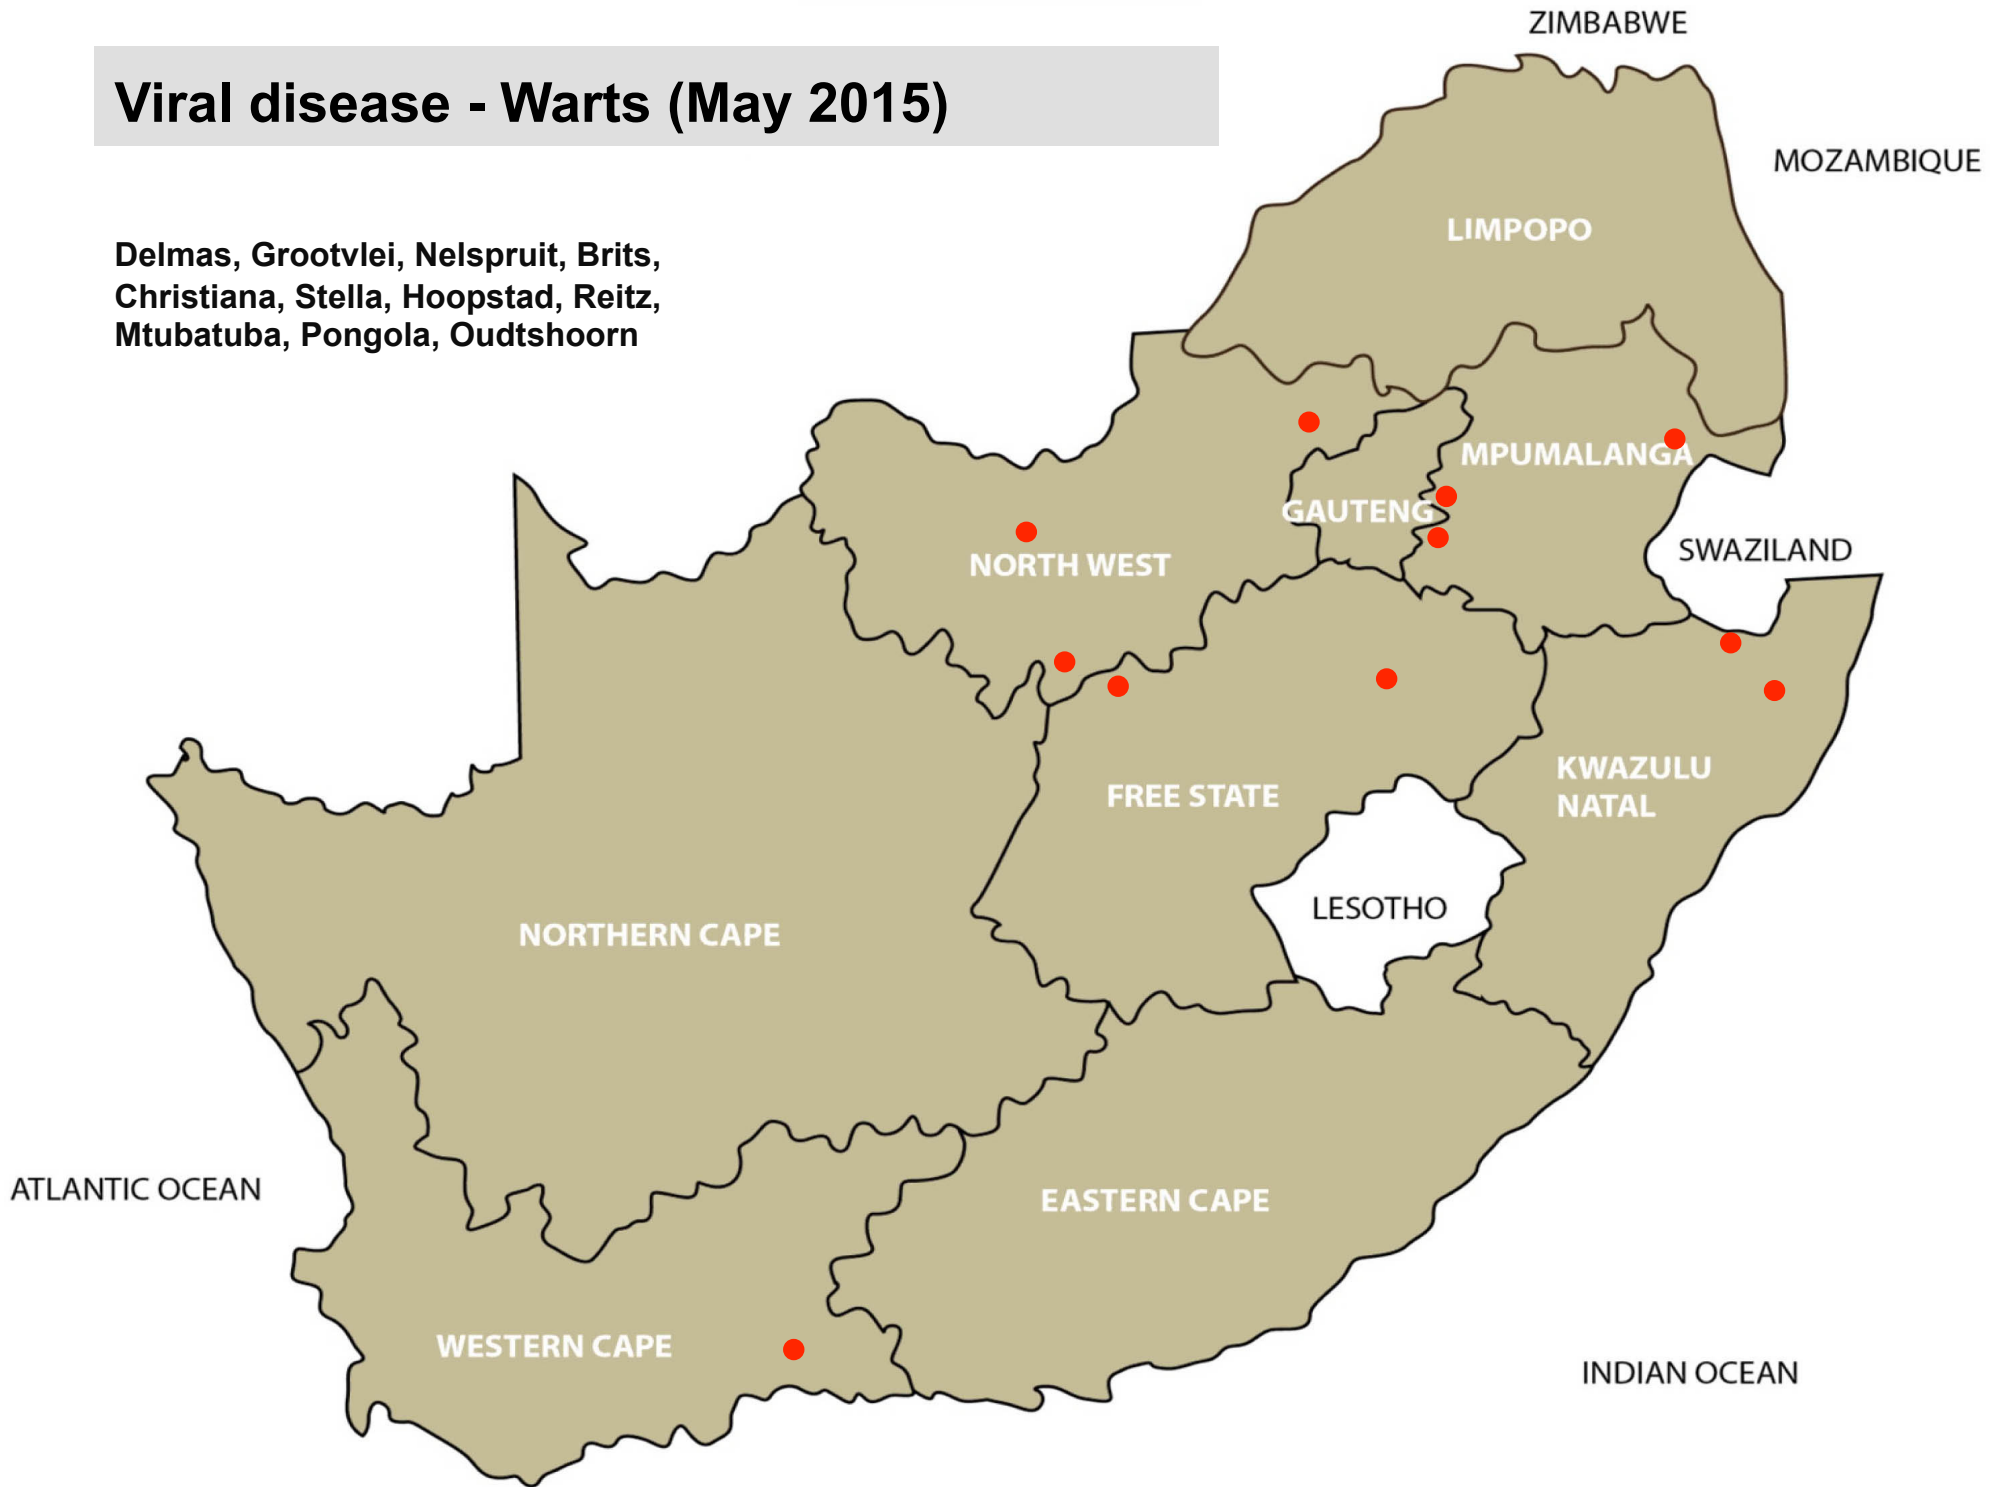 ZIMBABWE
Viral disease - Warts (May 2015)
MOZAMBIQUE
LIMPOPO
Delmas, Grootvlei, Nelspruit, Brits,
Christiana, Stella, Hoopstad, Reitz,
Mtubatuba, Pongola, Oudtshoorn
MPUMALANGA
GAUTENG
SWAZILAND
NORTH WEST
KWAZULU
NATAL
FREE STATE
LESOTHO
NORTHERN CAPE
ATLANTIC OCEAN
EASTERN CAPE
WESTERN CAPE
INDIAN OCEAN